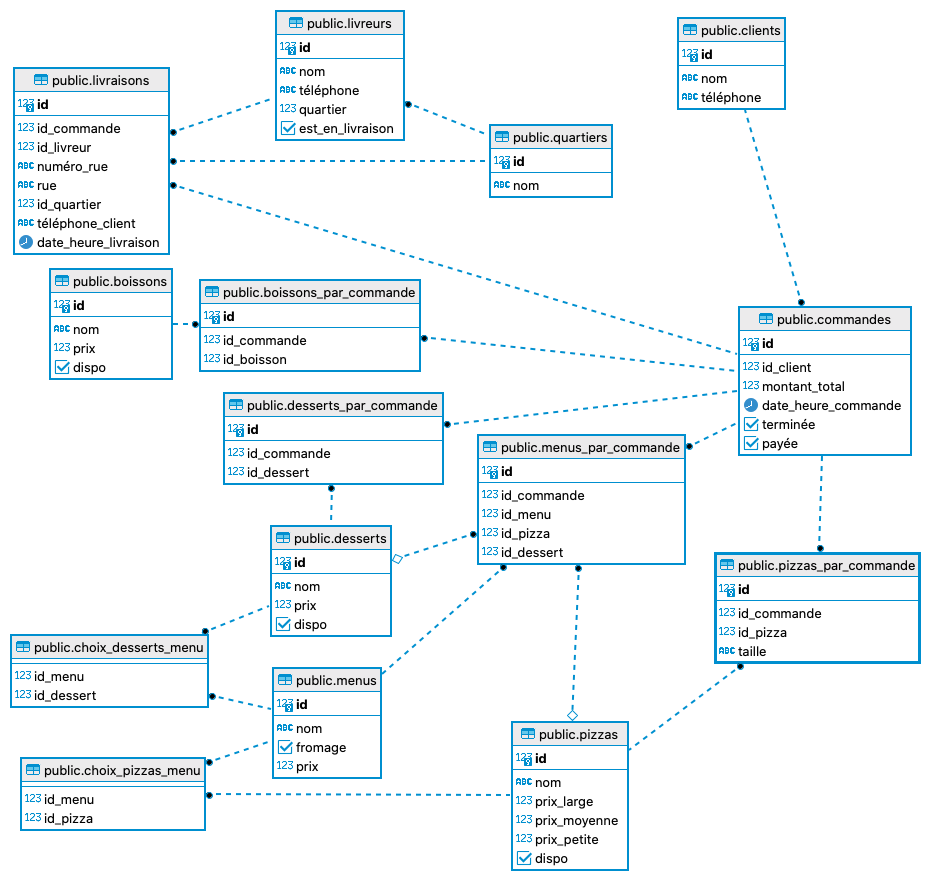 public.livreurs
id
nom
téléphone
quartier
est_en_livraison
public.clients
id
nom
téléphone
public.livraisons
id
id_commande
id_livreur
numéro_rue
rue
id_quartier
téléphone_client
date_heure_livraison
public.quartiers
id
nom
public.boissons
id
nom
prix
dispo
public.boissons_par_commande
id
id_commande
id_boisson
public.commandes
id
id_client
montant_total
date_heure_commande
terminée
payée
public.desserts_par_commande
id
id_commande
id_dessert
public.menus_par_commande
id
id_commande
id_menu
id_pizza
id_dessert
public.desserts
id
nom
prix
dispo
public.pizzas_par_commande
id
id_commande
id_pizza
taille
public.choix_desserts_menu
id_menu
id_dessert
public.menus
id
nom
fromage
prix
public.choix_pizzas_menu
id_menu
id_pizza
public.pizzas
id
nom
prix_large
prix_moyenne
prix_petite
dispo